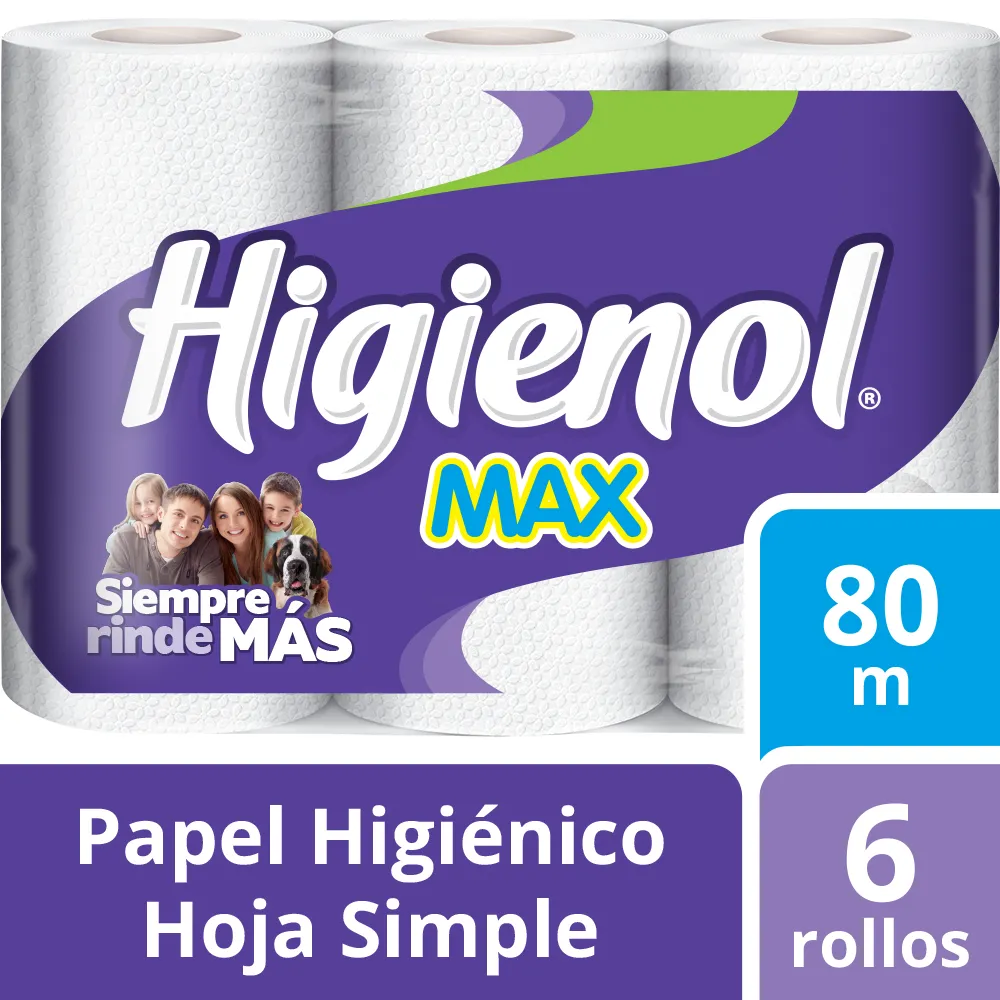 Higienol®
MAX
Siempre
rinde MÁS
80
m
Papel Higiénico
Hoja Simple
6
rollos